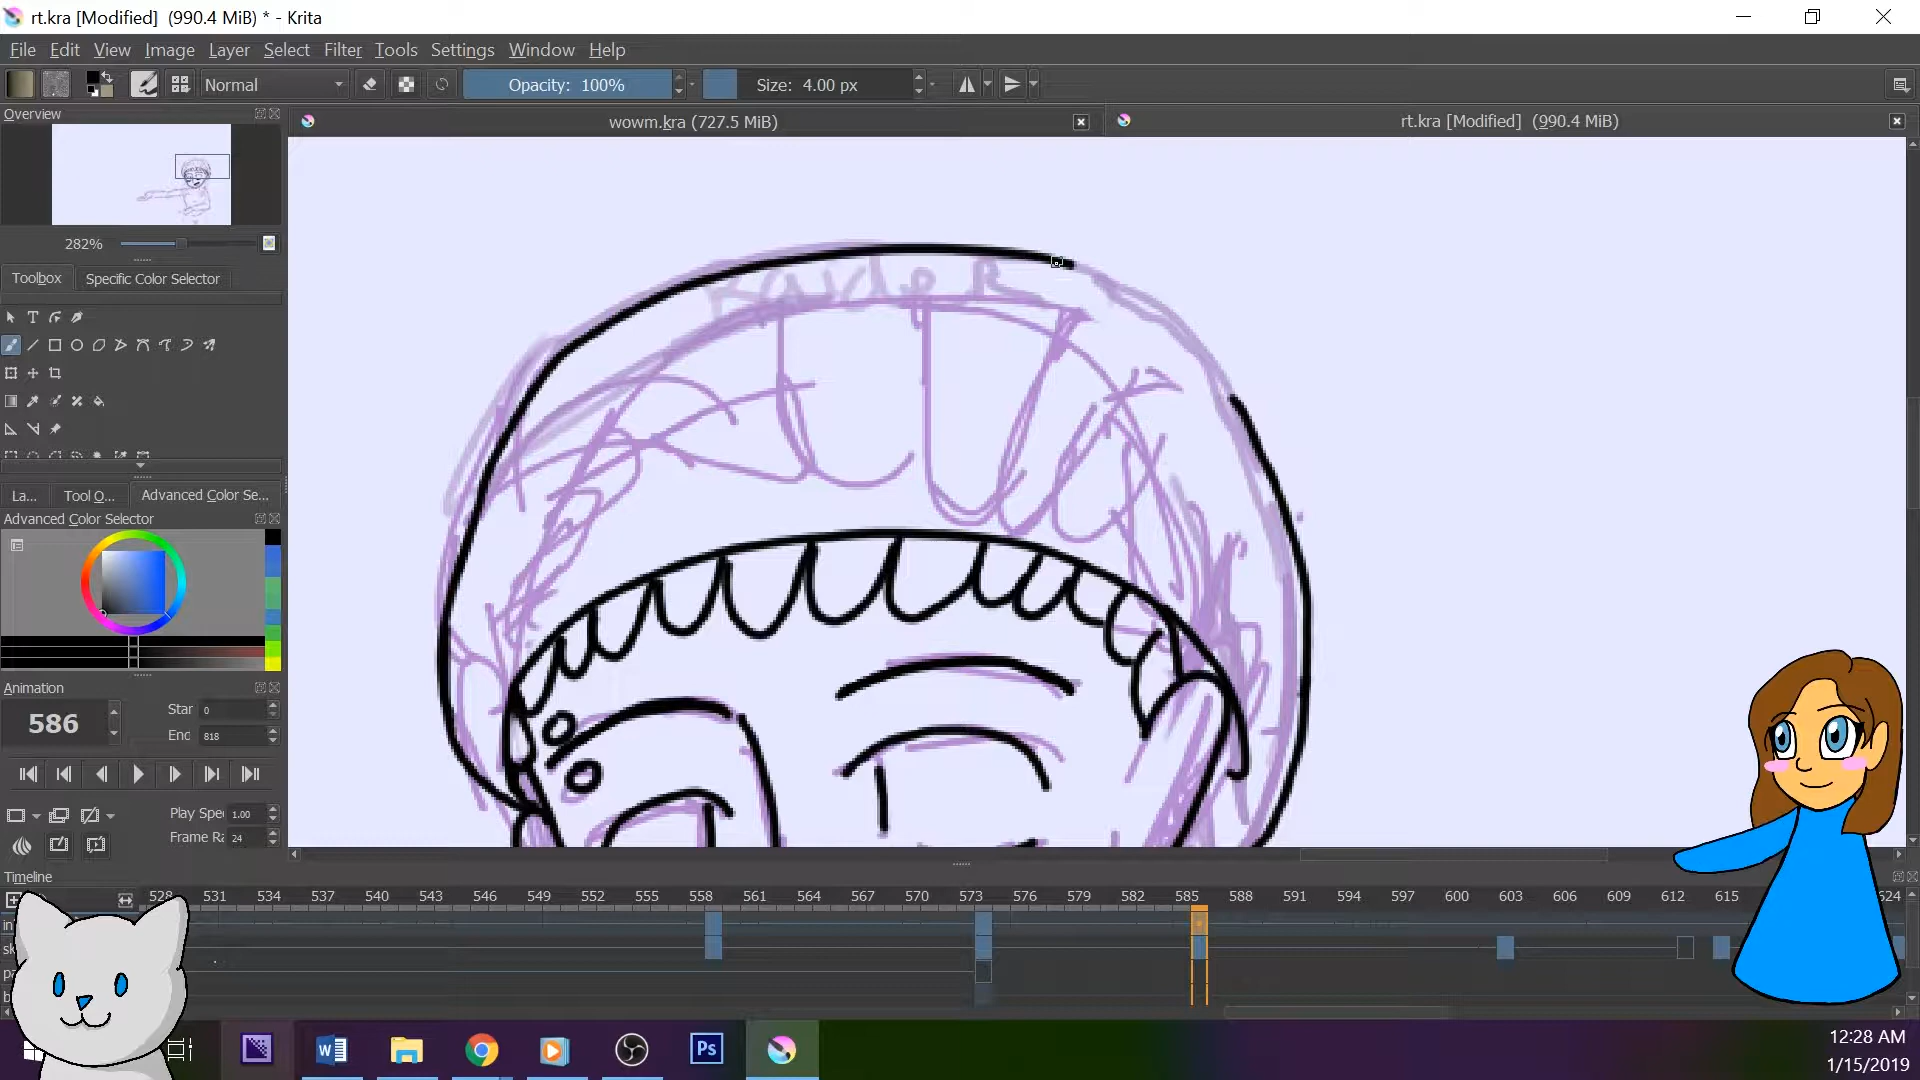 rt.kra [Modified]  (990.4 MiB) * - Krita
File Edit View Image Layer Select Filter Tools Settings Window Help
Normal Opacity: 100% Size: 4.00 px
Overview
wowm.kra (727.5 MiB) rt.kra [Modified]  (990.4 MiB)
282%
Toolbox Specific Color Selector
La... Tool O... Advanced Color Se...
Advanced Color Selector
Animation
586
Star 0
End 818
Play Spe 1.00
Frame Ra 24
Timeline
528 531 534 537 540 543 546 549 552 555 558 561 564 567 570 573 576 579 582 585 588 591 594 597 600 603 606 609 612 615 624
Ps
12:28 AM
1/15/2019